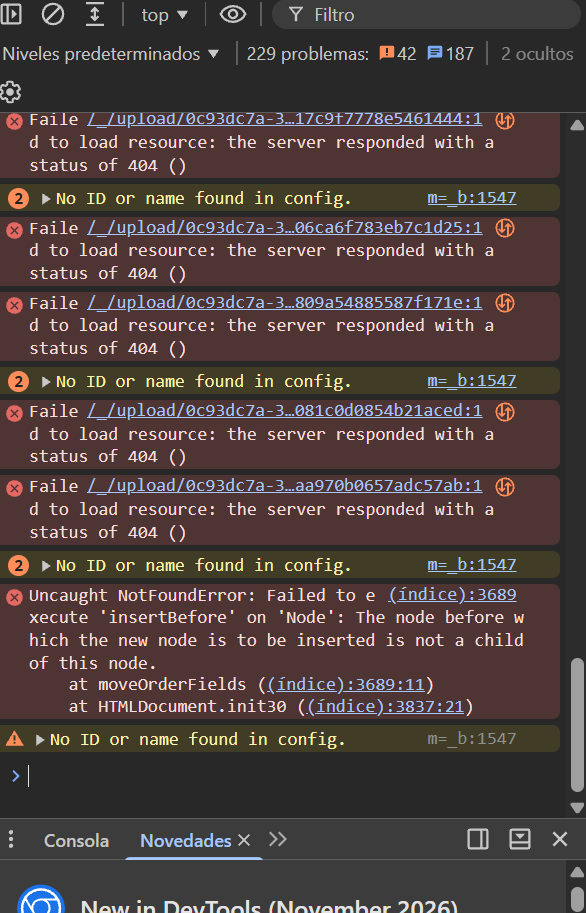 top ▼ Filtro
Niveles predeterminados ▼ 229 problemas: 42 187 2 ocultos
Faile /_/upload/0c93dc7a-3…17c9f7778e5461444:1
d to load resource: the server responded with a
status of 404 ()
2 ▶No ID or name found in config. m=_b:1547
Faile /_/upload/0c93dc7a-3…06ca6f783eb7c1d25:1
d to load resource: the server responded with a
status of 404 ()
Faile /_/upload/0c93dc7a-3…809a54885587f171e:1
d to load resource: the server responded with a
status of 404 ()
2 ▶No ID or name found in config. m=_b:1547
Faile /_/upload/0c93dc7a-3…081c0d0854b21aced:1
d to load resource: the server responded with a
status of 404 ()
Faile /_/upload/0c93dc7a-3…aa970b0657adc57ab:1
d to load resource: the server responded with a
status of 404 ()
2 ▶No ID or name found in config. m=_b:1547
Uncaught NotFoundError: Failed to e (índice):3689
xecute 'insertBefore' on 'Node': The node before w
hich the new node is to be inserted is not a child
of this node.
at moveOrderFields ((índice):3689:11)
at HTMLDocument.init30 ((índice):3837:21)
▶No ID or name found in config. m=_b:1547
>
Consola Novedades × >>
New in DevTools (November 2026)